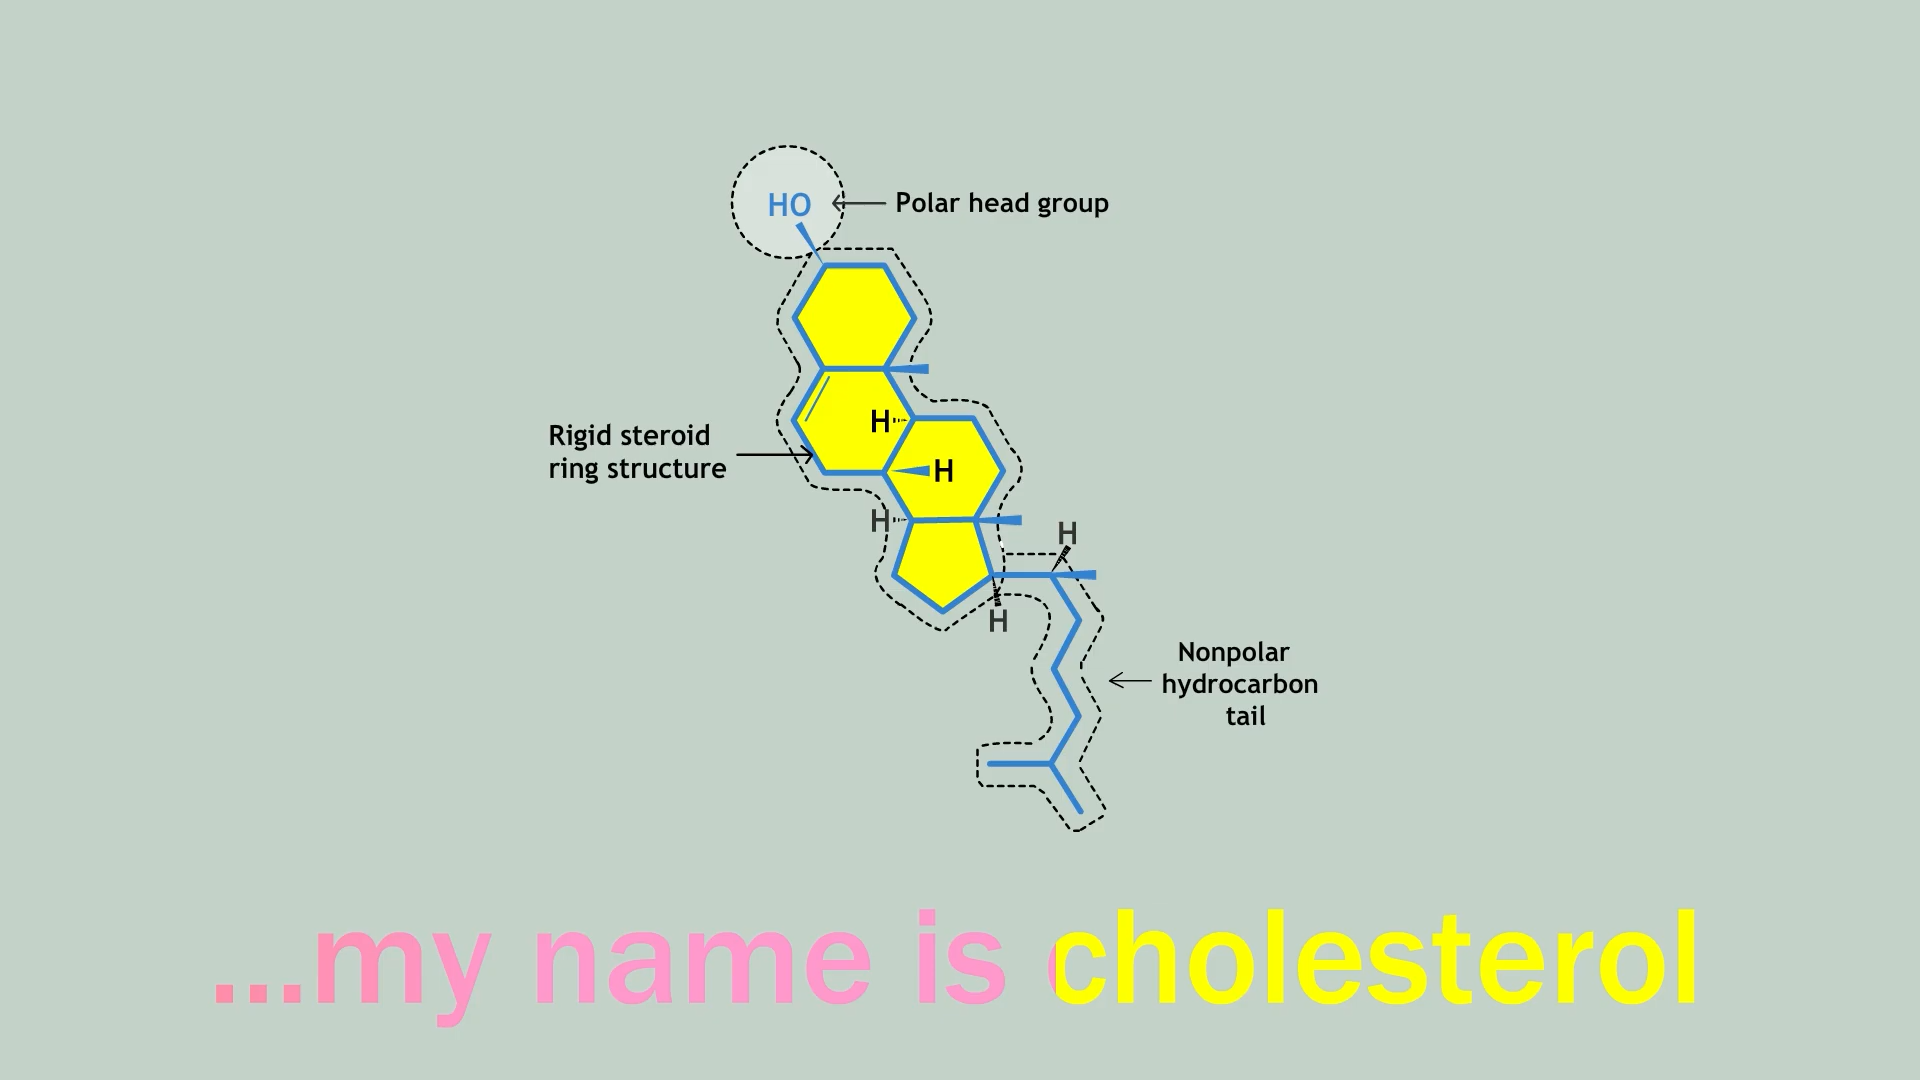 HO
Polar head group
H
Rigid steroid
ring structure
H
H
H
H
Nonpolar
hydrocarbon
tail
...my name is cholesterol